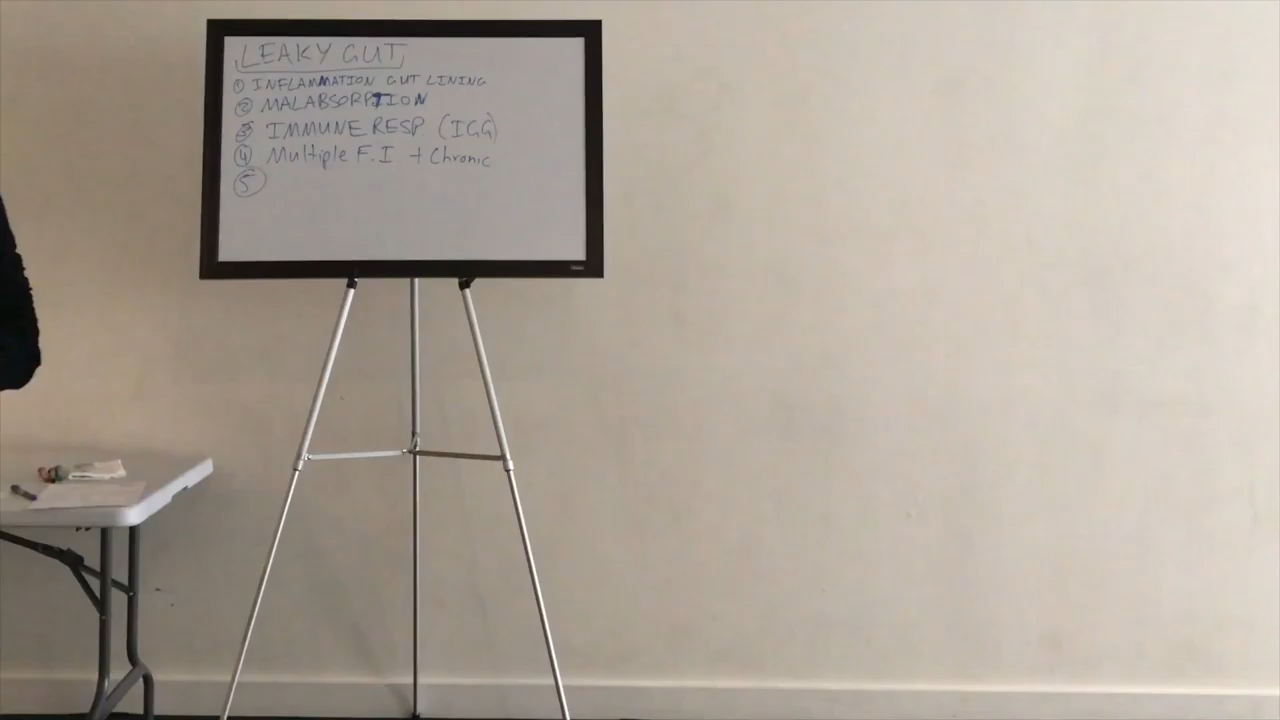 LEAKY GUT
① INFLAMMATION GUT LINING
② MALABSORPTION
③ IMMUNE RESP. (IGG)
④ Multiple F.I. + Chronic
⑤